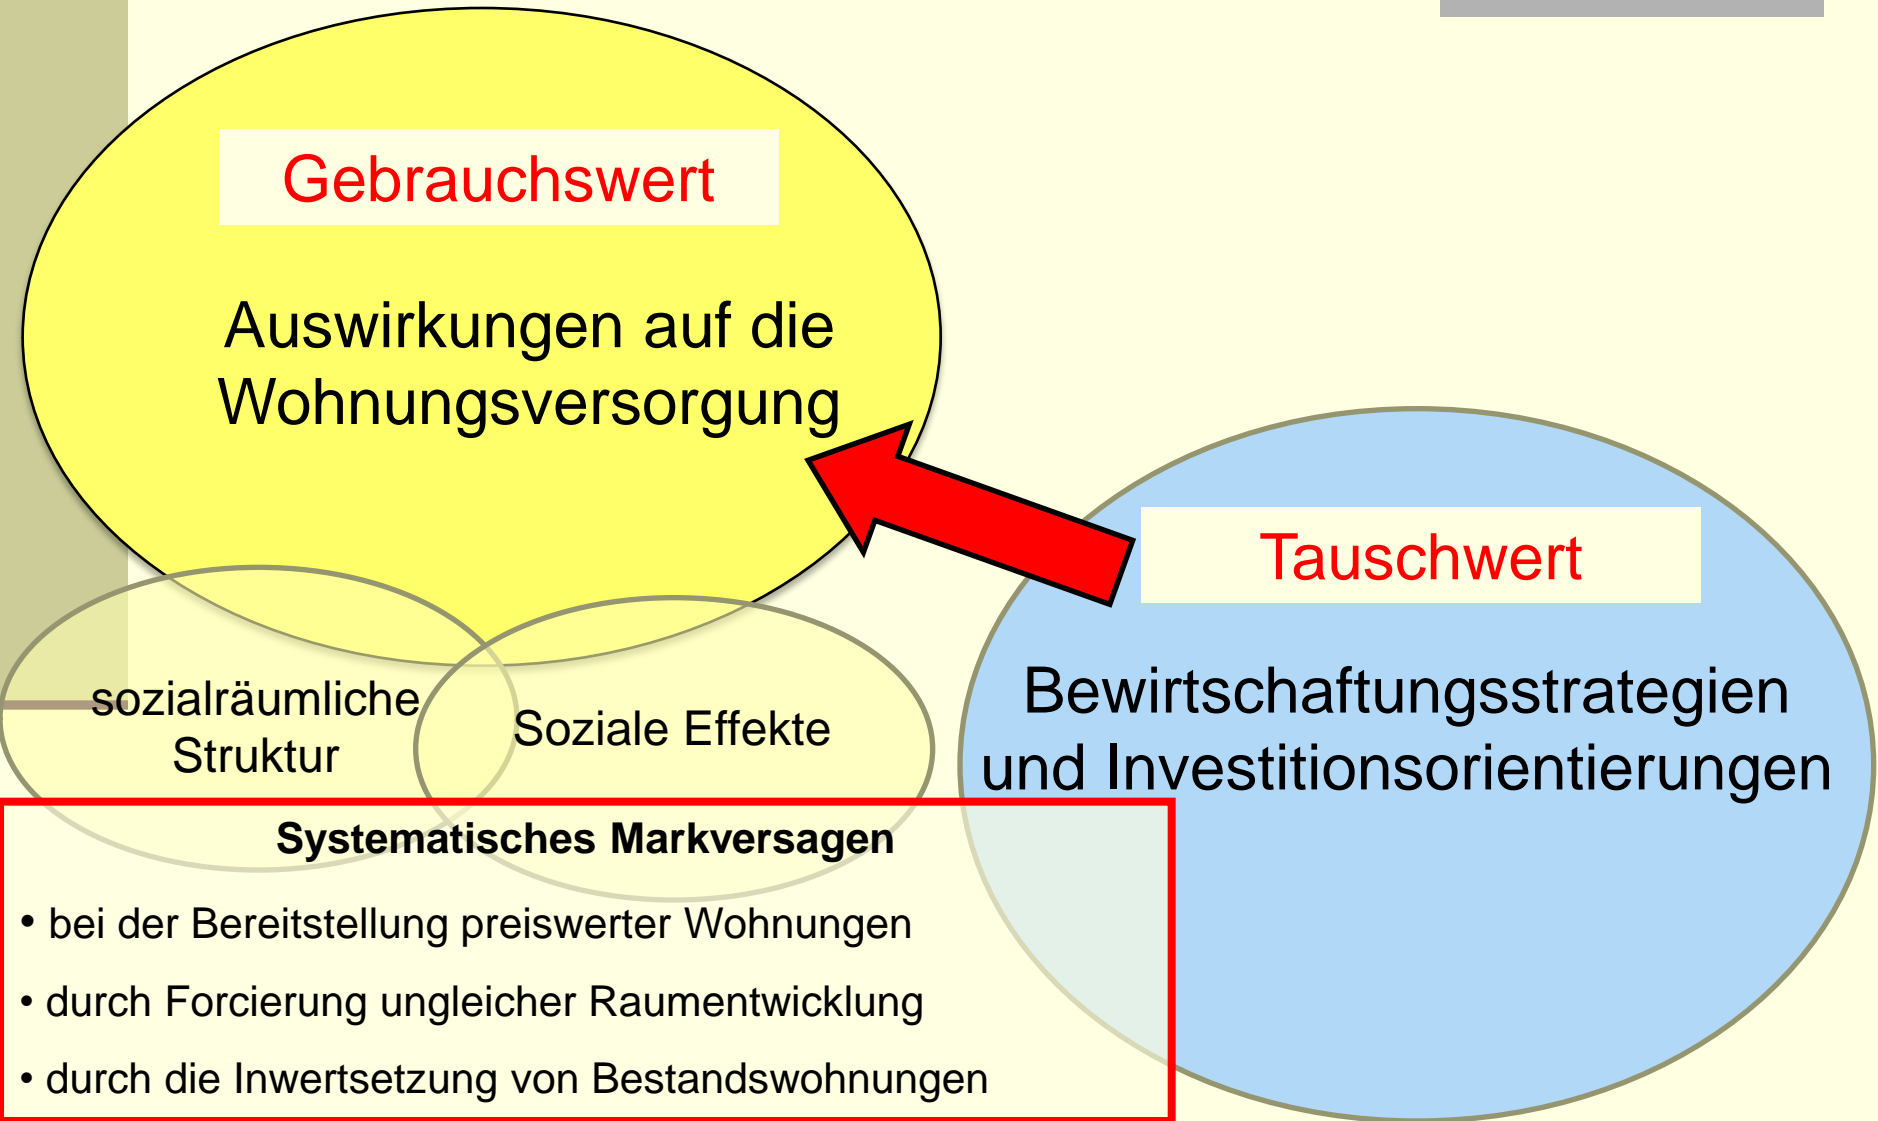 Gebrauchswert
Auswirkungen auf die
Wohnungsversorgung
Tauschwert
Bewirtschaftungsstrategien
und Investitionsorientierungen
sozialräumliche
Struktur
Soziale Effekte
Systematisches Markversagen
• bei der Bereitstellung preiswerter Wohnungen
• durch Forcierung ungleicher Raumentwicklung
• durch die Inwertsetzung von Bestandswohnungen